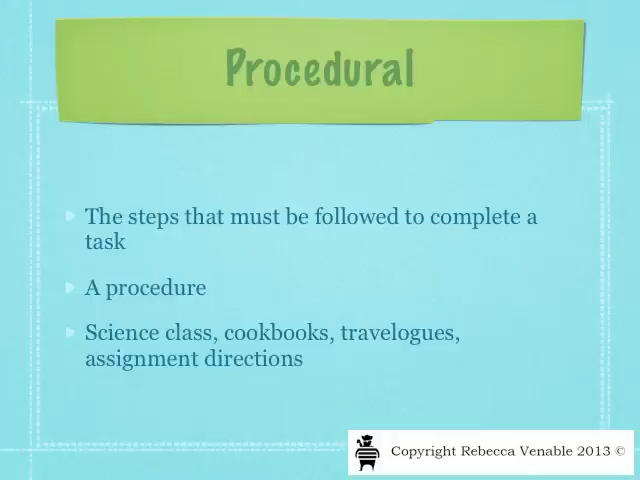 Procedural
The steps that must be followed to complete a
task
A procedure
Science class, cookbooks, travelogues,
assignment directions
Copyright Rebecca Venable 2013 ©